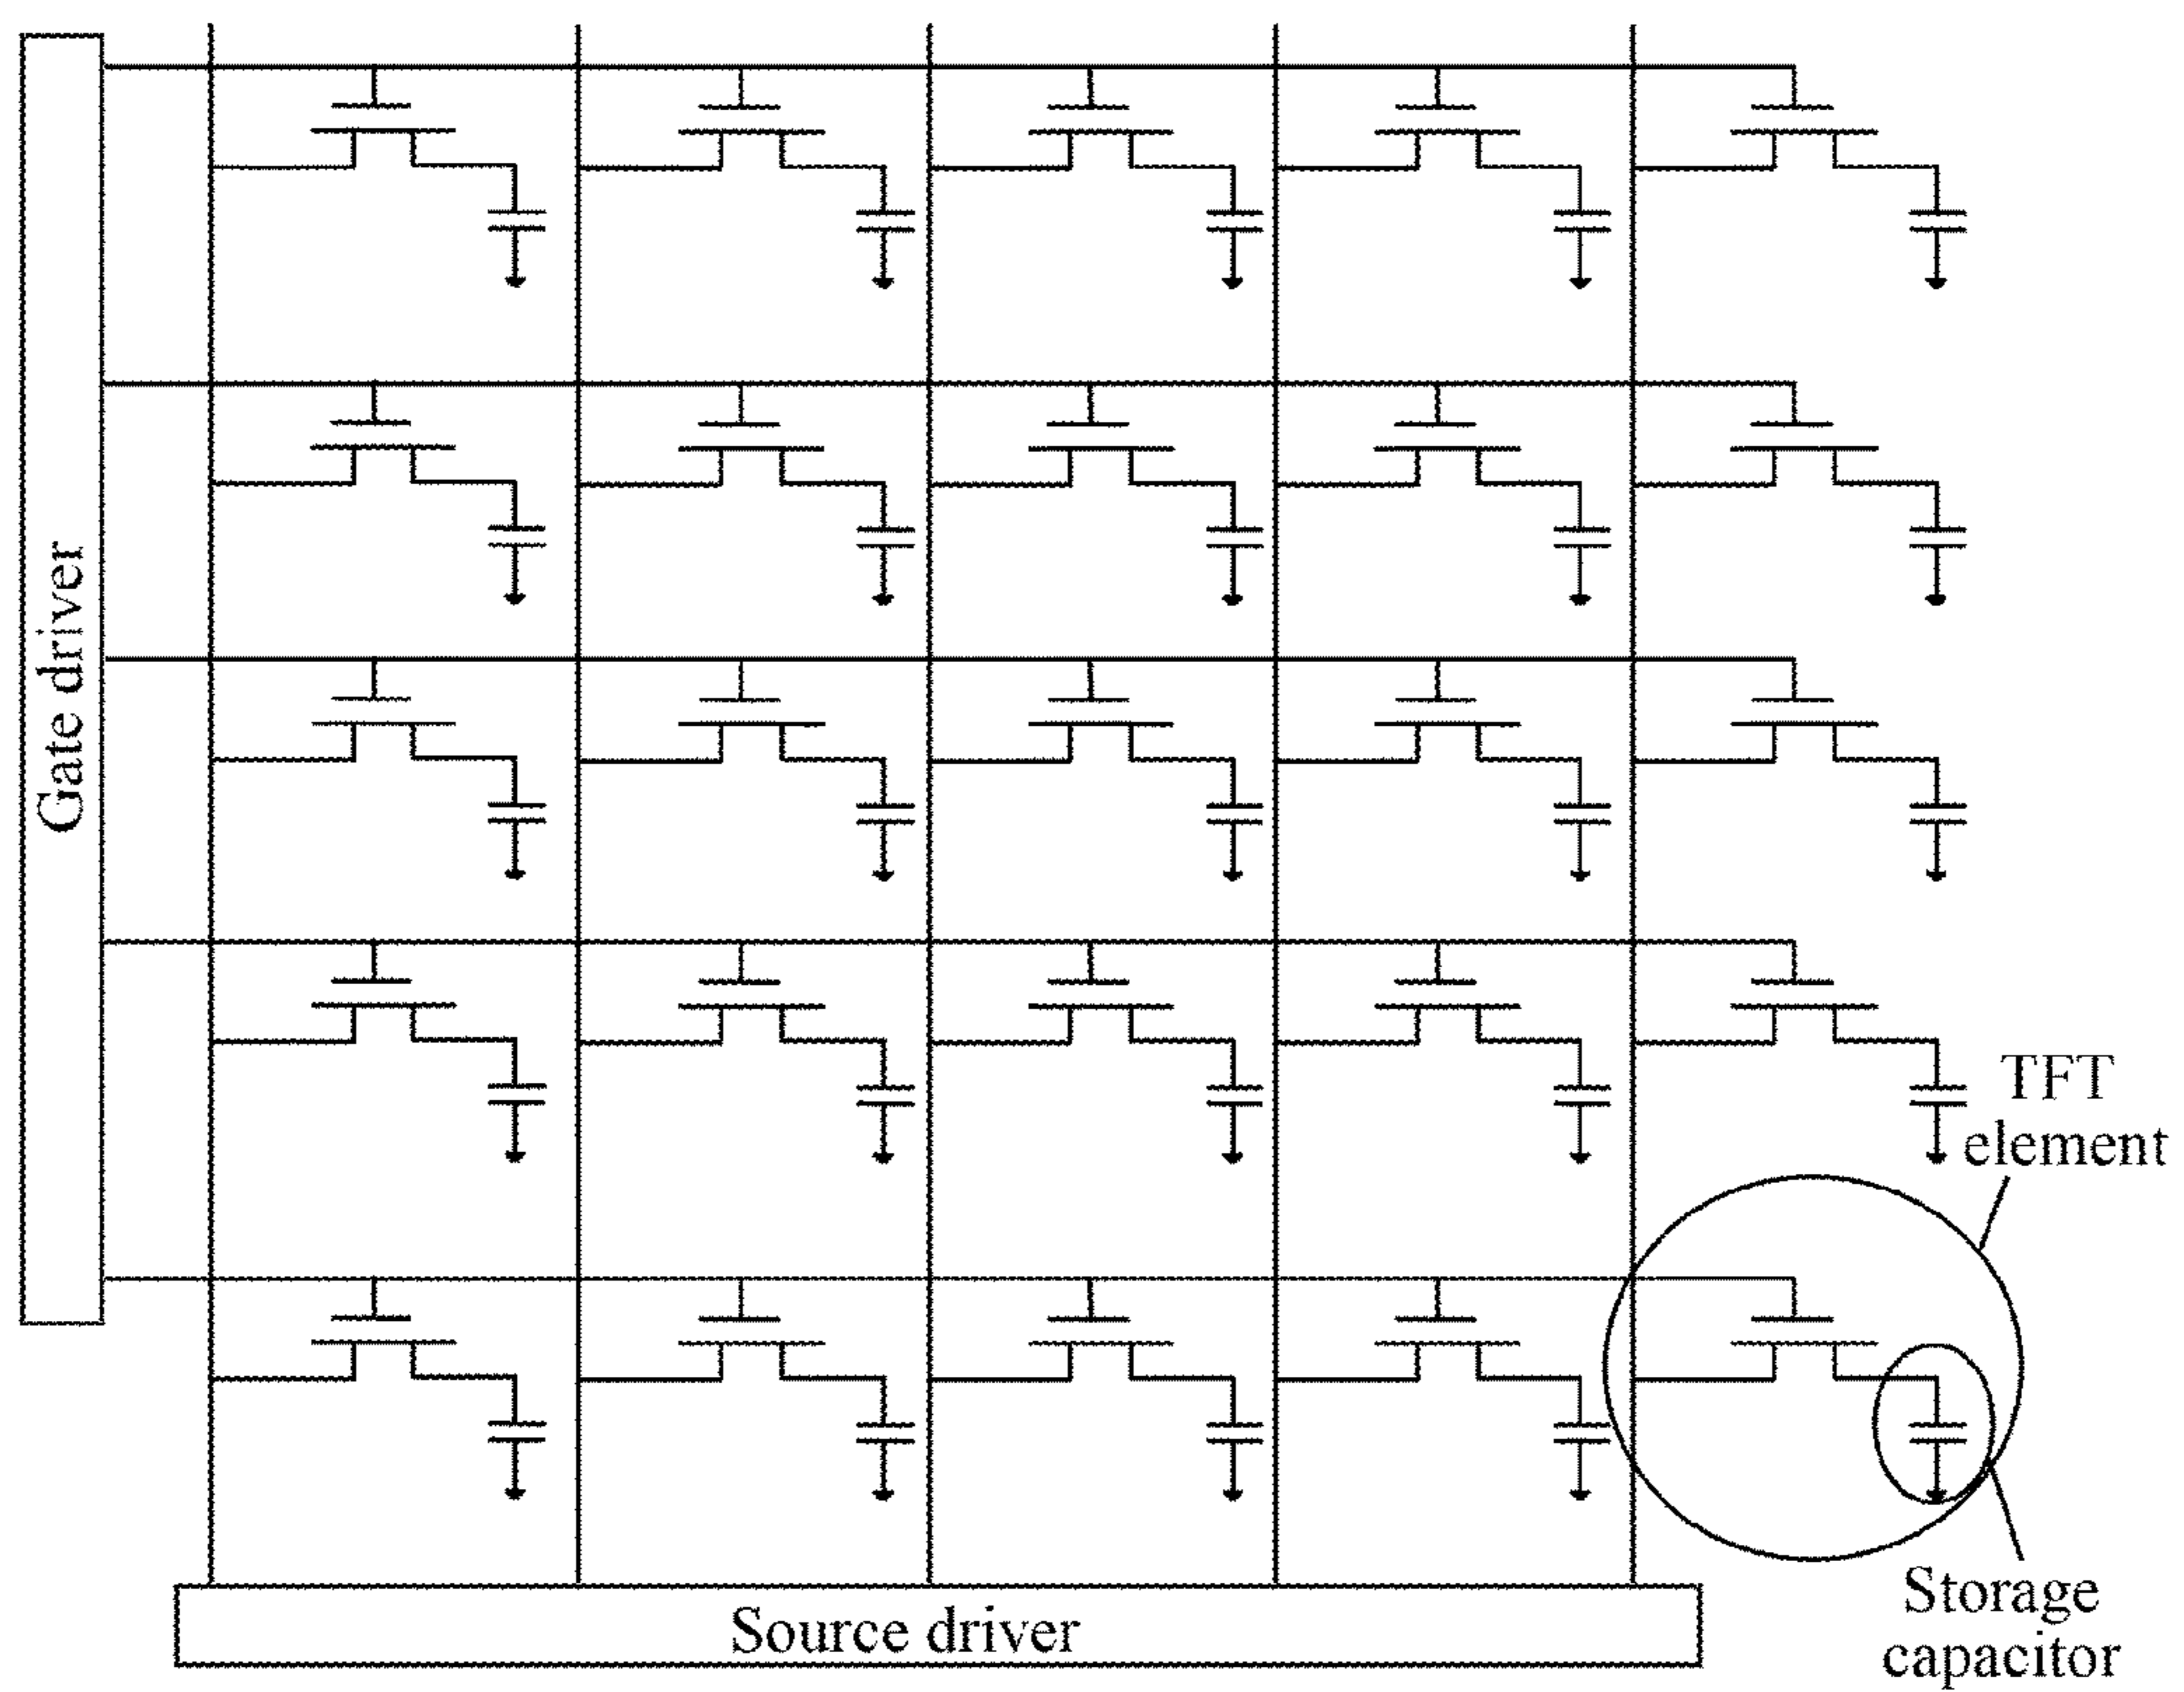 Gate driver
TFT
element
Source driver
Storage
capacitor